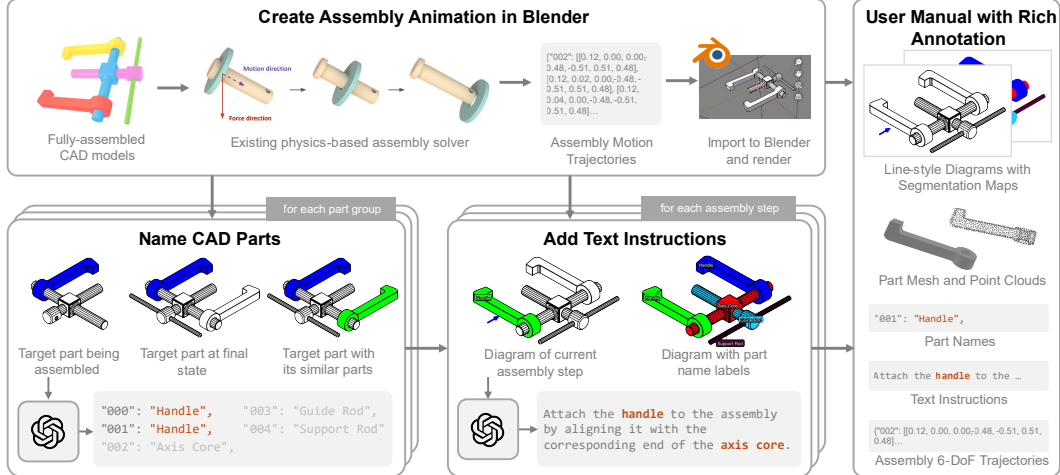 Create Assembly Animation in Blender
Motion direction
Force direction
["002": [[0.12, 0.00, 0.00,-
0.48, -0.51, 0.51, 0.48],
[0.12, 0.02, 0.00,-0.48, -
0.51, 0.51, 0.48], [0.12,
0.04, 0.00,-0.48, -0.51,
0.51, 0.48]...
Fully-assembled
CAD models
Existing physics-based assembly solver
Assembly Motion
Trajectories
Import to Blender
and render
for each part group
Name CAD Parts
Target part being
assembled
Target part at final
state
Target part with
its similar parts
"000": "Handle",
"001": "Handle",
"002": "Axis Core",
"003": "Guide Rod"
"004": "Support Rod"
for each assembly step
Add Text Instructions
Handle
Handle
Handle
Support Rod
Diagram of current
assembly step
Diagram with part
name labels
Attach the handle to the assembly
by aligning it with the
corresponding end of the axis core.
User Manual with Rich
Annotation
Line-style Diagrams with
Segmentation Maps
Part Mesh and Point Clouds
"001": "Handle",
Part Names
Attach the handle to the …
Text Instructions
{"002": [[0.12, 0.00, 0.00,-0.48, -0.51, 0.51,
0.48]...
Assembly 6-DoF Trajectories